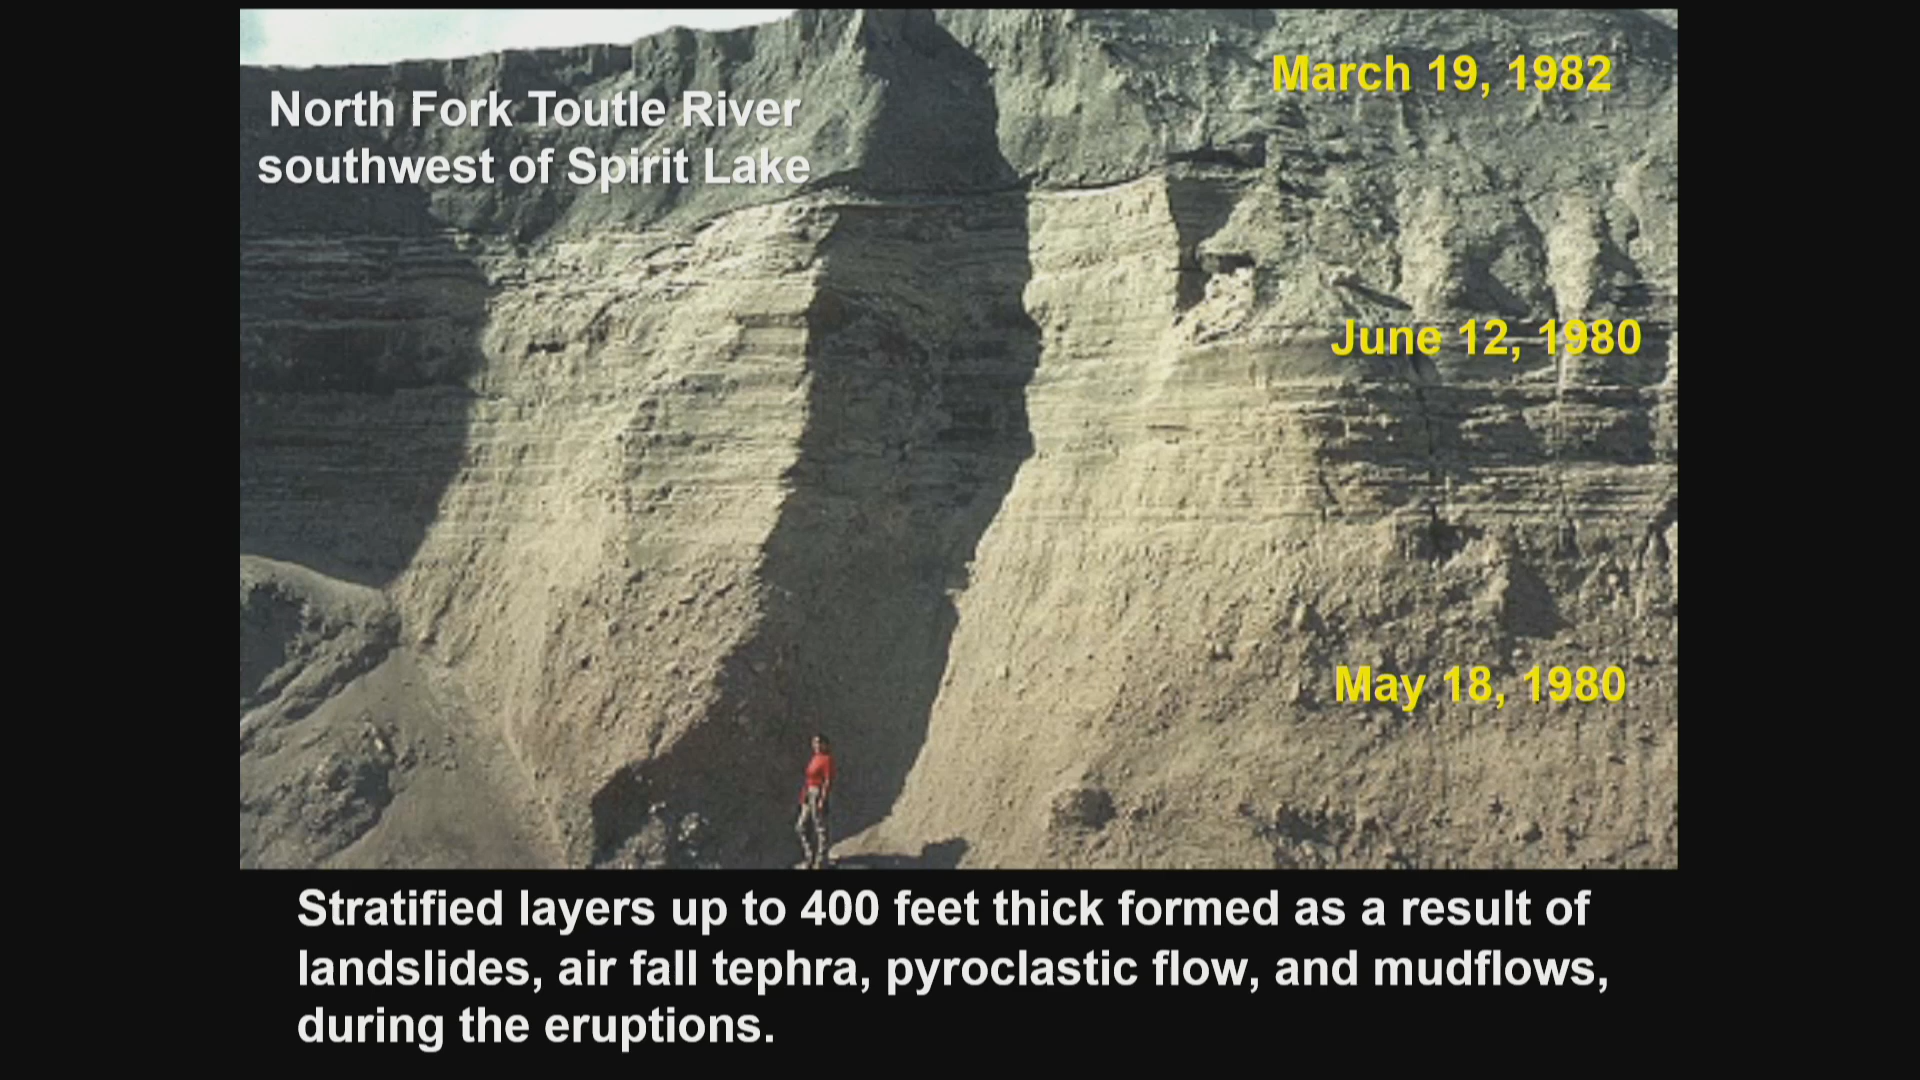 North Fork Toutle River
southwest of Spirit Lake
March 19, 1982
June 12, 1980
May 18, 1980
Stratified layers up to 400 feet thick formed as a result of
landslides, air fall tephra, pyroclastic flow, and mudflows,
during the eruptions.